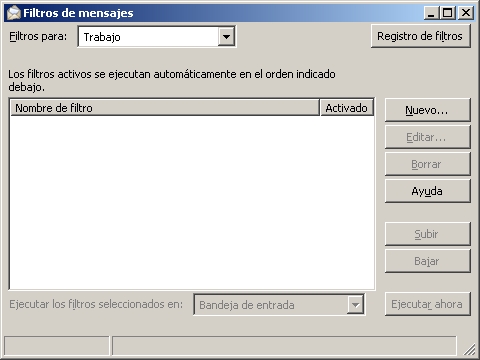 Filtros de mensajes
Filtros para: Trabajo Registro de filtros
Los filtros activos se ejecutan automáticamente en el orden indicado
debajo.
Nombre de filtro Activado
Nuevo...
Editar...
Borrar
Ayuda
Subir
Bajar
Ejecutar los filtros seleccionados en: Bandeja de entrada Ejecutar ahora